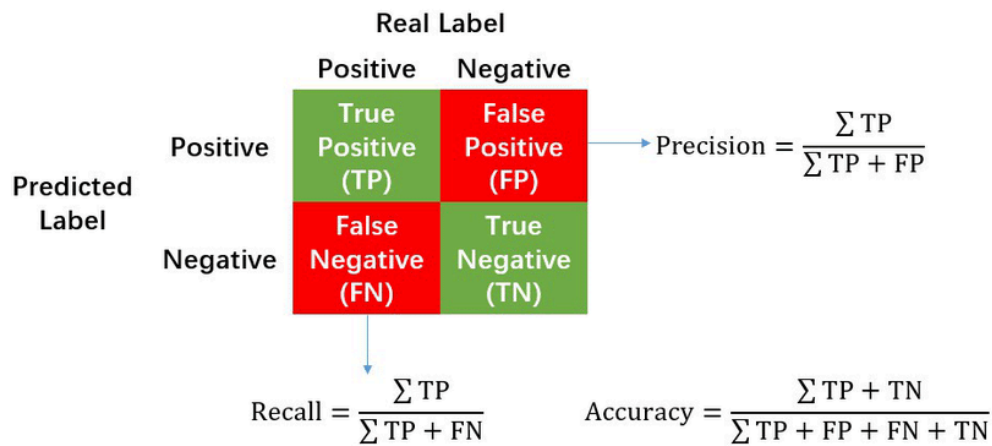 Real Label
Positive Negative
Predicted
Label
Positive
True
Positive
(TP)
False
Positive
(FP)
Precision = ∑ TP / ∑ TP + FP
Negative
False
Negative
(FN)
True
Negative
(TN)
Recall = ∑ TP / ∑ TP + FN
Accuracy = ∑ TP + TN / ∑ TP + FP + FN + TN